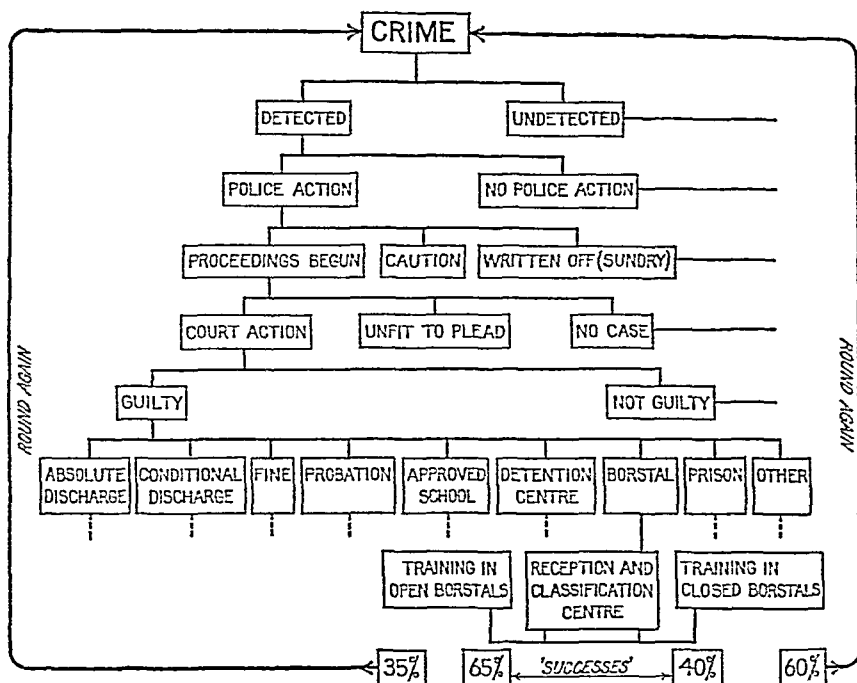 CRIME
DETECTED
UNDETECTED
POLICE ACTION
NO POLICE ACTION
PROCEEDINGS BEGUN
CAUTION
WRITTEN OFF (SUNDRY)
COURT ACTION
UNFIT TO PLEAD
NO CASE
ROUND AGAIN
ROUND AGAIN
GUILTY
NOT GUILTY
ABSOLUTE
DISCHARGE
CONDITIONAL
DISCHARGE
FINE
PROBATION
APPROVED
SCHOOL
DETENTION
CENTRE
BORSTAL
PRISON
OTHER
TRAINING IN
OPEN BORSTALS
RECEPTION AND
CLASSIFICATION
CENTRE
TRAINING IN
CLOSED BORSTALS
35%
65%
'SUCCESSES'
40%
60%